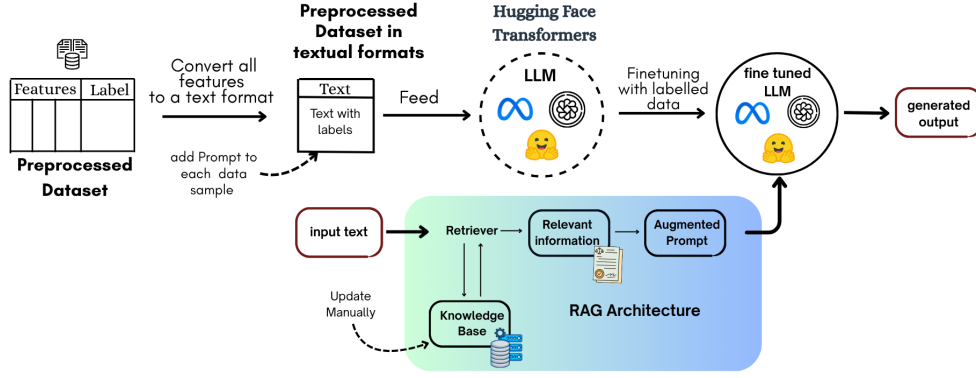 Hugging Face
Transformers
Preprocessed
Dataset in
textual formats
Features
Label
Convert all
features
to a text format
Text
Text with
labels
Feed
LLM
Finetuning
with labelled
data
fine tuned
LLM
generated
output
Preprocessed
Dataset
add Prompt to
each data
sample
input text
Retriever
Relevant
information
Augmented
Prompt
Update
Manually
Knowledge
Base
RAG Architecture